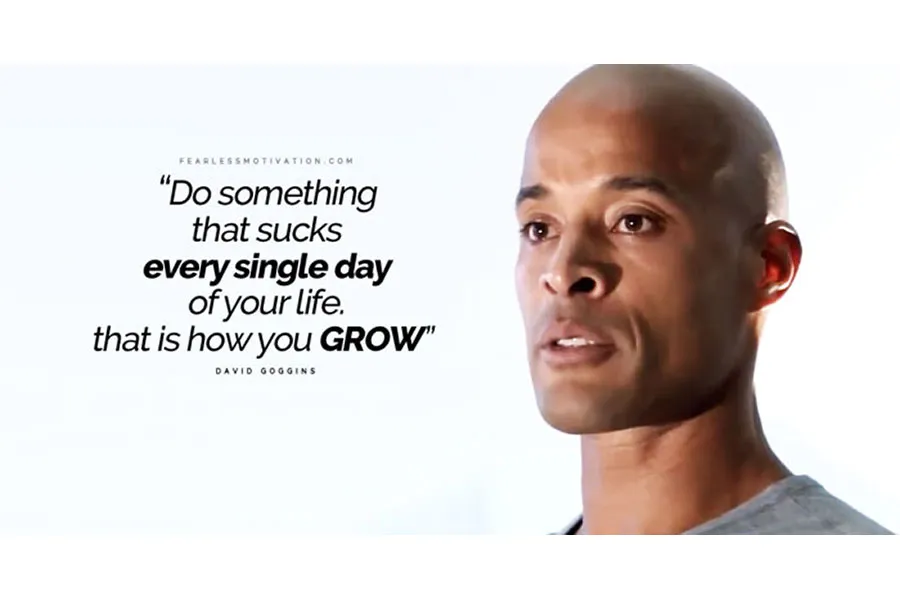 FEARLESSMOTIVATION.COM
“Do something
that sucks
every single day
of your life.
that is how you GROW”
DAVID GOGGINS